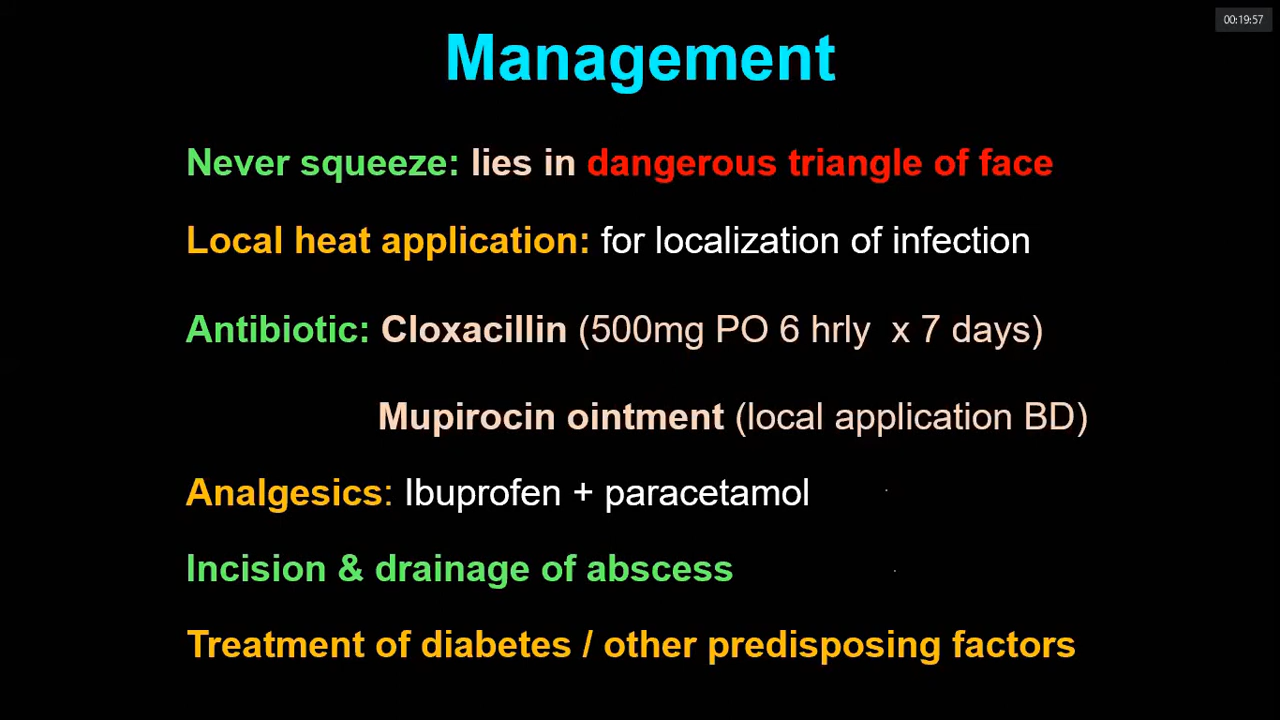 00:19:57
Management
Never squeeze: lies in dangerous triangle of face
Local heat application: for localization of infection
Antibiotic: Cloxacillin (500mg PO 6 hrly x 7 days)
Mupirocin ointment (local application BD)
Analgesics: Ibuprofen + paracetamol
Incision & drainage of abscess
Treatment of diabetes / other predisposing factors